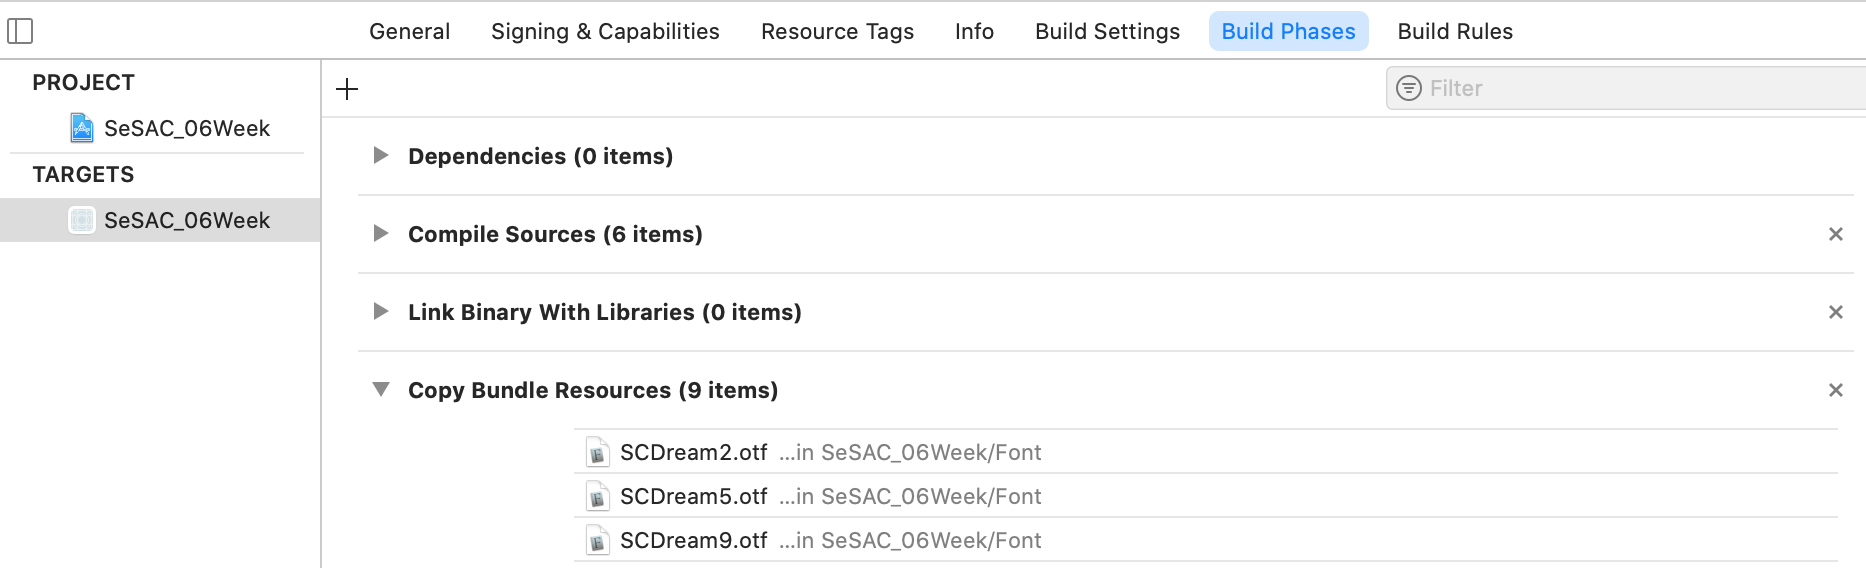 General Signing & Capabilities Resource Tags Info Build Settings Build Phases Build Rules
PROJECT
SeSAC_06Week
TARGETS
SeSAC_06Week
Filter
Dependencies (0 items)
Compile Sources (6 items)
Link Binary With Libraries (0 items)
Copy Bundle Resources (9 items)
SCDream2.otf ...in SeSAC_06Week/Font
SCDream5.otf ...in SeSAC_06Week/Font
SCDream9.otf ...in SeSAC_06Week/Font